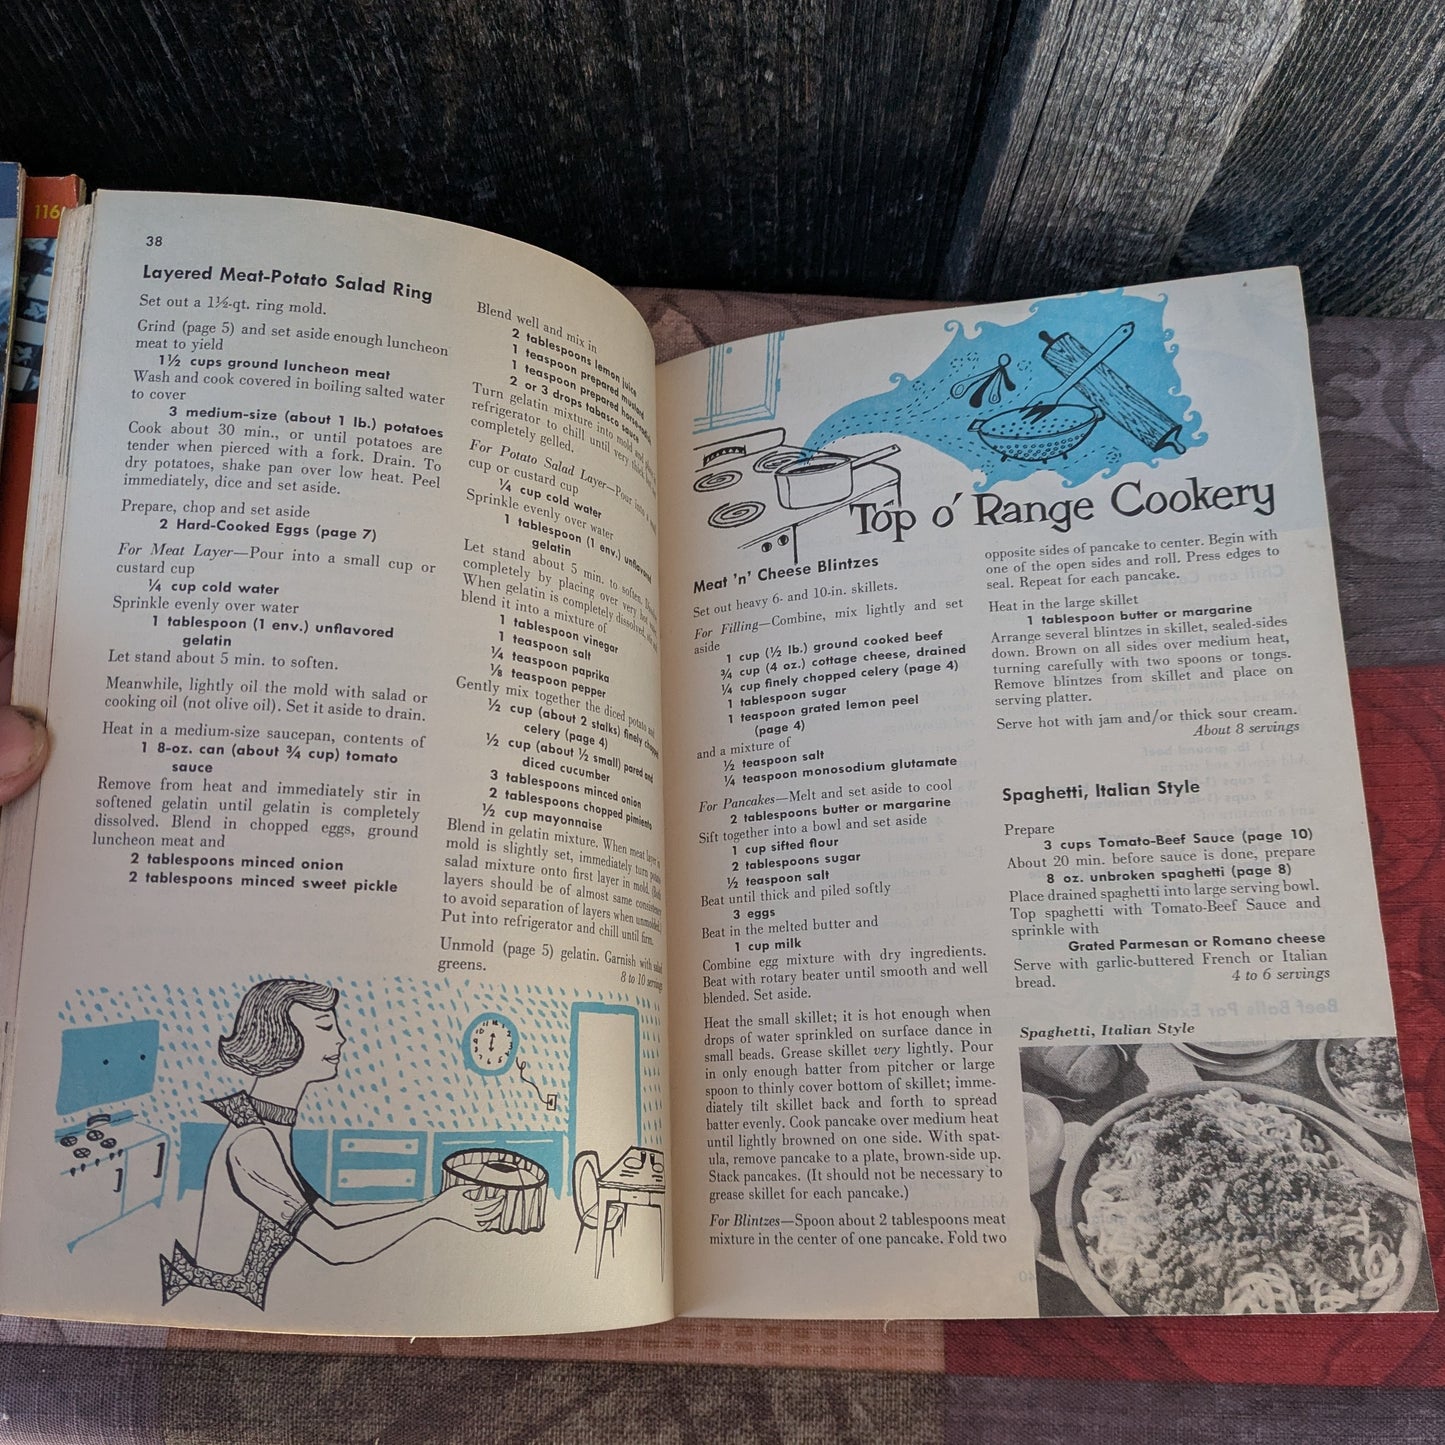 116
38
Layered Meat-Potato Salad Ring
Set out a 1½-qt. ring mold.
Grind (page 5) and set aside enough luncheon
meat to yield
1½ cups ground luncheon meat
Wash and cook covered in boiling salted water
to cover
3 medium-size (about 1 lb.) potatoes
Cook about 30 min., or until potatoes are
tender when pierced with a fork. Drain. To
dry potatoes, shake pan over low heat. Peel
immediately, dice and set aside.
Prepare, chop and set aside
2 Hard-Cooked Eggs (page 7)
For Meat Layer—Pour into a small cup or
custard cup
¼ cup cold water
Sprinkle evenly over water
1 tablespoon (1 env.) unflavored
gelatin
Let stand about 5 min. to soften.
Meanwhile, lightly oil the mold with salad or
cooking oil (not olive oil). Set it aside to drain.
Heat in a medium-size saucepan, contents of
1 8-oz. can (about ¾ cup) tomato
sauce
Remove from heat and immediately stir in
softened gelatin until gelatin is completely
dissolved. Blend in chopped eggs, ground
luncheon meat and
2 tablespoons minced onion
2 tablespoons minced sweet pickle
Blend well and mix in
2 tablespoons lemon juice
1 teaspoon prepared mustard
1 teaspoon prepared horse-radish
2 or 3 drops tabasco sauce
Turn gelatin mixture into mold and
refrigerator to chill until very thick,
completely gelled.
For Potato Salad Layer—Pour into a small
cup or custard cup
¼ cup cold water
Sprinkle evenly over water
1 tablespoon (1 env.) unflavored
gelatin
Let stand about 5 min. to soften. Dissolve
completely by placing over very hot water.
When gelatin is completely dissolved,
blend it into a mixture of
1 tablespoon vinegar
1 teaspoon salt
¼ teaspoon paprika
⅛ teaspoon pepper
Gently mix together the diced potato and
½ cup (about 2 stalks) finely chopped
celery (page 4)
½ cup (about ½ small) pared and
diced cucumber
3 tablespoons minced onion
2 tablespoons chopped pimiento
½ cup mayonnaise
Blend in gelatin mixture. When meat layer in
mold is slightly set, immediately turn potato
salad mixture onto first layer in mold. (Both
layers should be of almost same consistency
to avoid separation of layers when unmolded.)
Put into refrigerator and chill until firm.
Unmold (page 5) gelatin. Garnish with salad
greens.
8 to 10 servings
Top o' Range Cookery
Meat 'n' Cheese Blintzes
Set out heavy 6- and 10-in. skillets.
For Filling—Combine, mix lightly and set
aside
1 cup (½ lb.) ground cooked beef
¾ cup (4 oz.) cottage cheese, drained
¼ cup finely chopped celery (page 4)
1 tablespoon sugar
1 teaspoon grated lemon peel
(page 4)
and a mixture of
½ teaspoon salt
¼ teaspoon monosodium glutamate
For Pancakes—Melt and set aside to cool
2 tablespoons butter or margarine
Sift together into a bowl and set aside
1 cup sifted flour
2 tablespoons sugar
½ teaspoon salt
Beat until thick and piled softly
3 eggs
Beat in the melted butter and
1 cup milk
Combine egg mixture with dry ingredients.
Beat with rotary beater until smooth and well
blended. Set aside.
Heat the small skillet; it is hot enough when
drops of water sprinkled on surface dance in
small beads. Grease skillet very lightly. Pour
in only enough batter from pitcher or large
spoon to thinly cover bottom of skillet; imme-
diately tilt skillet back and forth to spread
batter evenly. Cook pancake over medium heat
until lightly browned on one side. With spat-
ula, remove pancake to a plate, brown-side up.
Stack pancakes. (It should not be necessary to
grease skillet for each pancake.)
For Blintzes—Spoon about 2 tablespoons meat
mixture in the center of one pancake. Fold two
opposite sides of pancake to center. Begin with
one of the open sides and roll. Press edges to
seal. Repeat for each pancake.
Heat in the large skillet
1 tablespoon butter or margarine
Arrange several blintzes in skillet, sealed-sides
down. Brown on all sides over medium heat,
turning carefully with two spoons or tongs.
Remove blintzes from skillet and place on
serving platter.
Serve hot with jam and/or thick sour cream.
About 8 servings
Spaghetti, Italian Style
Prepare
3 cups Tomato-Beef Sauce (page 10)
About 20 min. before sauce is done, prepare
8 oz. unbroken spaghetti (page 8)
Place drained spaghetti into large serving bowl.
Top spaghetti with Tomato-Beef Sauce and
sprinkle with
Grated Parmesan or Romano cheese
Serve with garlic-buttered French or Italian
bread.
4 to 6 servings
Spaghetti, Italian Style